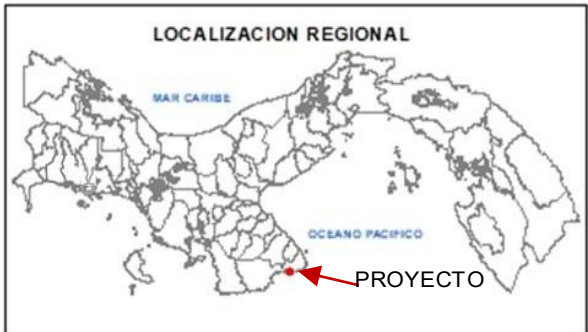 LOCALIZACION REGIONAL
MAR CARIBE
OCEANO PACIFICO
PROYECTO